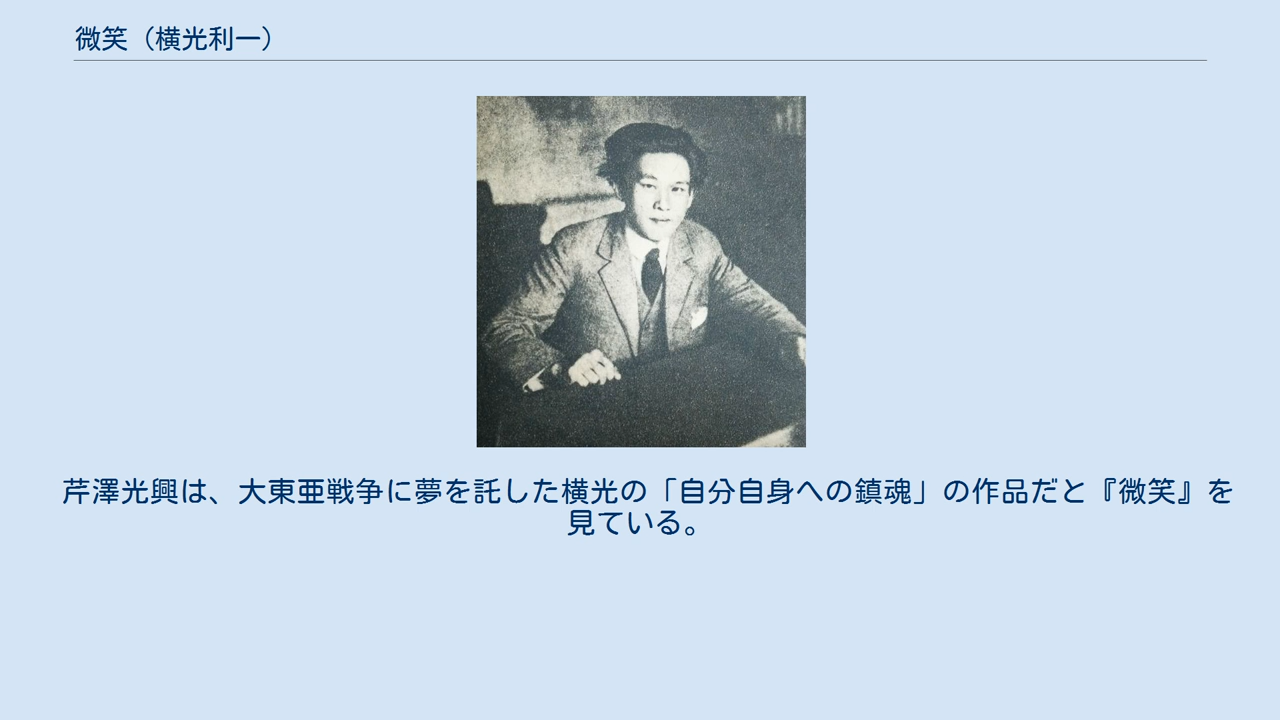 微笑（横光利一）
芹澤光興は、大東亜戦争に夢を託した横光の「自分自身への鎮魂」の作品だと『微笑』を
見ている。